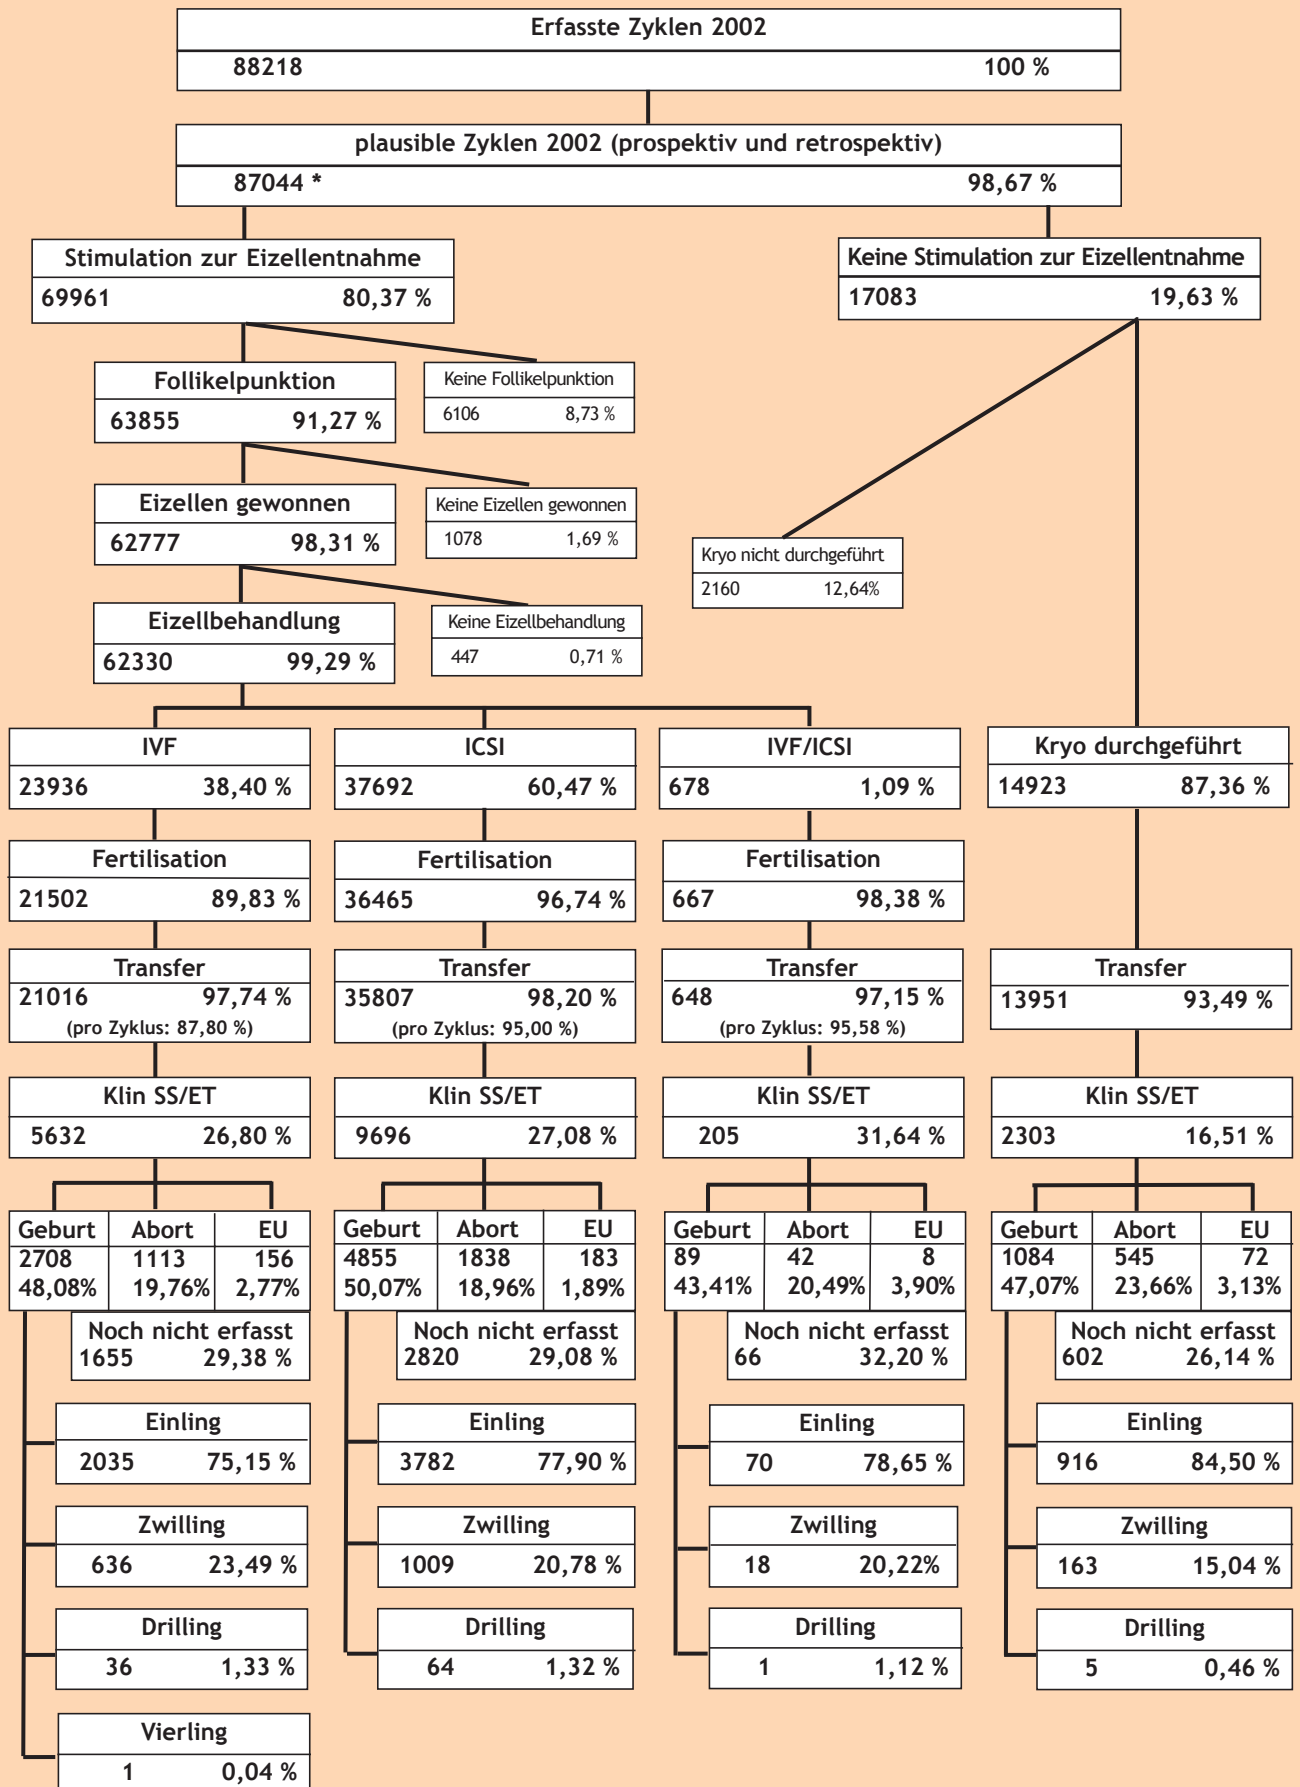 Erfasste Zyklen 2002
88218 100 %
plausible Zyklen 2002 (prospektiv und retrospektiv)
87044 * 98,67 %
Stimulation zur Eizellentnahme
69961 80,37 %
Keine Stimulation zur Eizellentnahme
17083 19,63 %
Follikelpunktion
63855 91,27 %
Keine Follikelpunktion
6106 8,73 %
Eizellen gewonnen
62777 98,31 %
Keine Eizellen gewonnen
1078 1,69 %
Kryo nicht durchgeführt
2160 12,64%
Eizellbehandlung
62330 99,29 %
Keine Eizellbehandlung
447 0,71 %
IVF
23936 38,40 %
ICSI
37692 60,47 %
IVF/ICSI
678 1,09 %
Kryo durchgeführt
14923 87,36 %
Fertilisation
21502 89,83 %
Fertilisation
36465 96,74 %
Fertilisation
667 98,38 %
Transfer
21016 97,74 %
(pro Zyklus: 87,80 %)
Transfer
35807 98,20 %
(pro Zyklus: 95,00 %)
Transfer
648 97,15 %
(pro Zyklus: 95,58 %)
Transfer
13951 93,49 %
Klin SS/ET
5632 26,80 %
Klin SS/ET
9696 27,08 %
Klin SS/ET
205 31,64 %
Klin SS/ET
2303 16,51 %
Geburt Abort EU
2708 1113 156
48,08% 19,76% 2,77%
Noch nicht erfasst
1655 29,38 %
Geburt Abort EU
4855 1838 183
50,07% 18,96% 1,89%
Noch nicht erfasst
2820 29,08 %
Geburt Abort EU
89 42 8
43,41% 20,49% 3,90%
Noch nicht erfasst
66 32,20 %
Geburt Abort EU
1084 545 72
47,07% 23,66% 3,13%
Noch nicht erfasst
602 26,14 %
Einling
2035 75,15 %
Einling
3782 77,90 %
Einling
70 78,65 %
Einling
916 84,50 %
Zwilling
636 23,49 %
Zwilling
1009 20,78 %
Zwilling
18 20,22%
Zwilling
163 15,04 %
Drilling
36 1,33 %
Drilling
64 1,32 %
Drilling
1 1,12 %
Drilling
5 0,46 %
Vierling
1 0,04 %